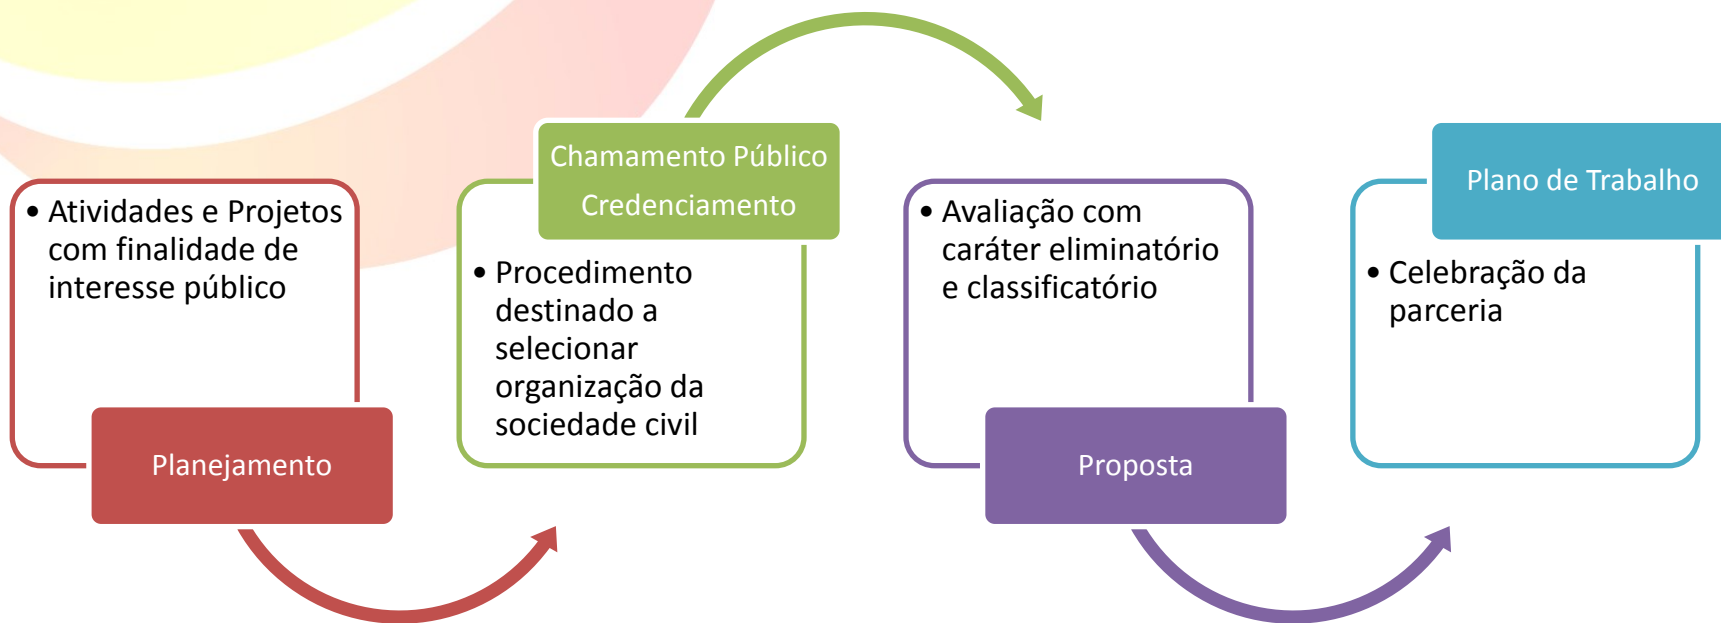 • Atividades e Projetos
com finalidade de
interesse público
Planejamento
Chamamento Público
Credenciamento
• Procedimento
destinado a
selecionar
organização da
sociedade civil
• Avaliação com
caráter eliminatório
e classificatório
Proposta
Plano de Trabalho
• Celebração da
parceria